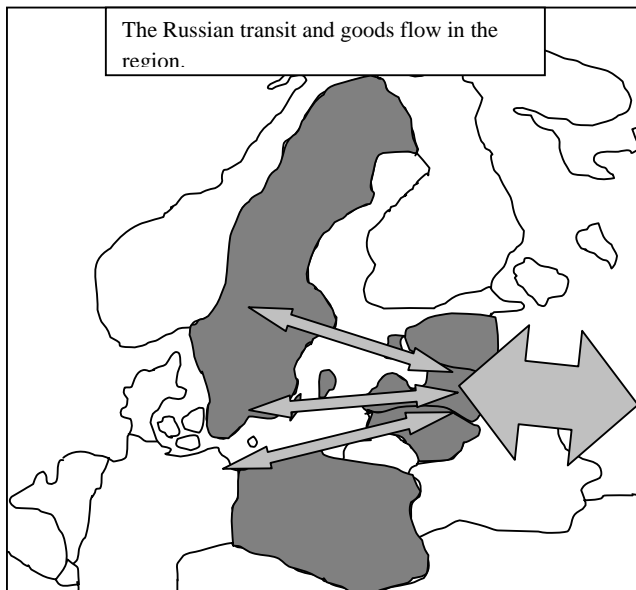 The Russian transit and goods flow in the
region.